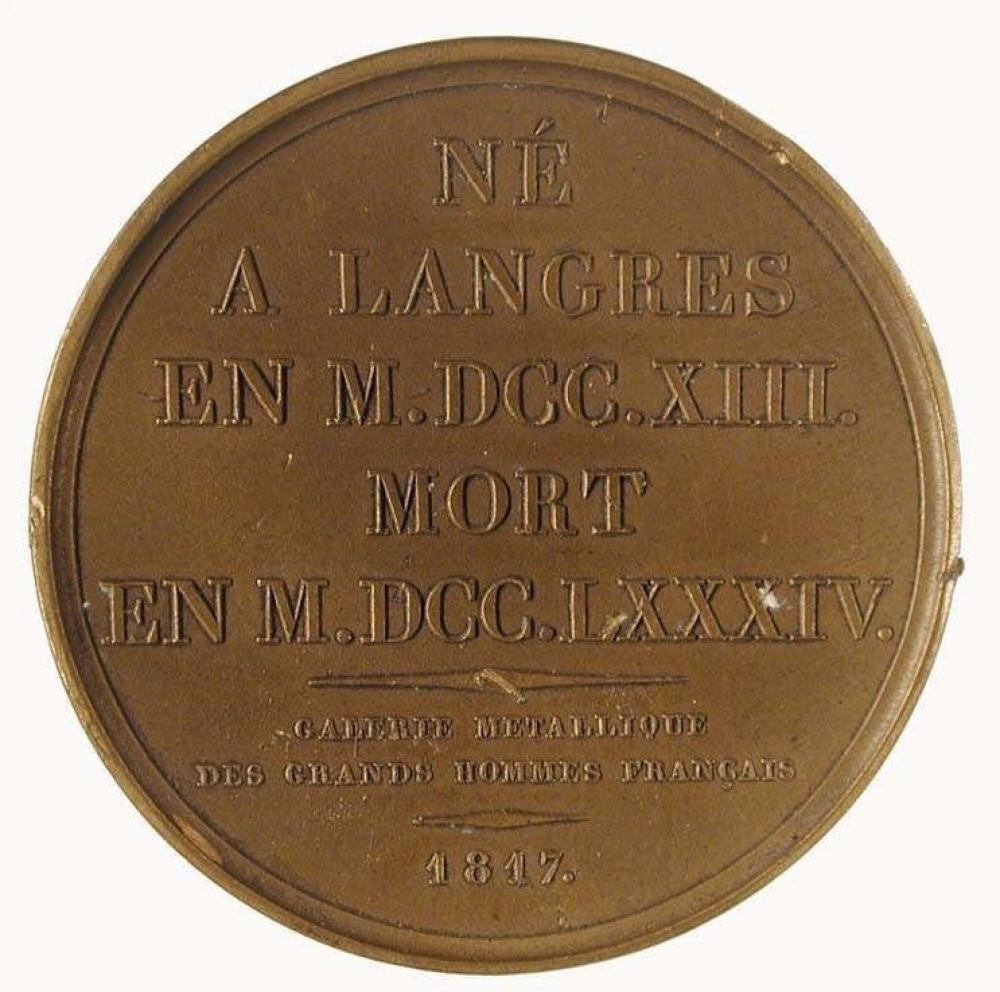 NÉ
A LANGRES
EN M.DCC.XIII.
MORT
EN M.DCC.LXXXIV.
GALERIE METALLIQUE
DES GRANDS HOMMES FRANÇAIS
1817.